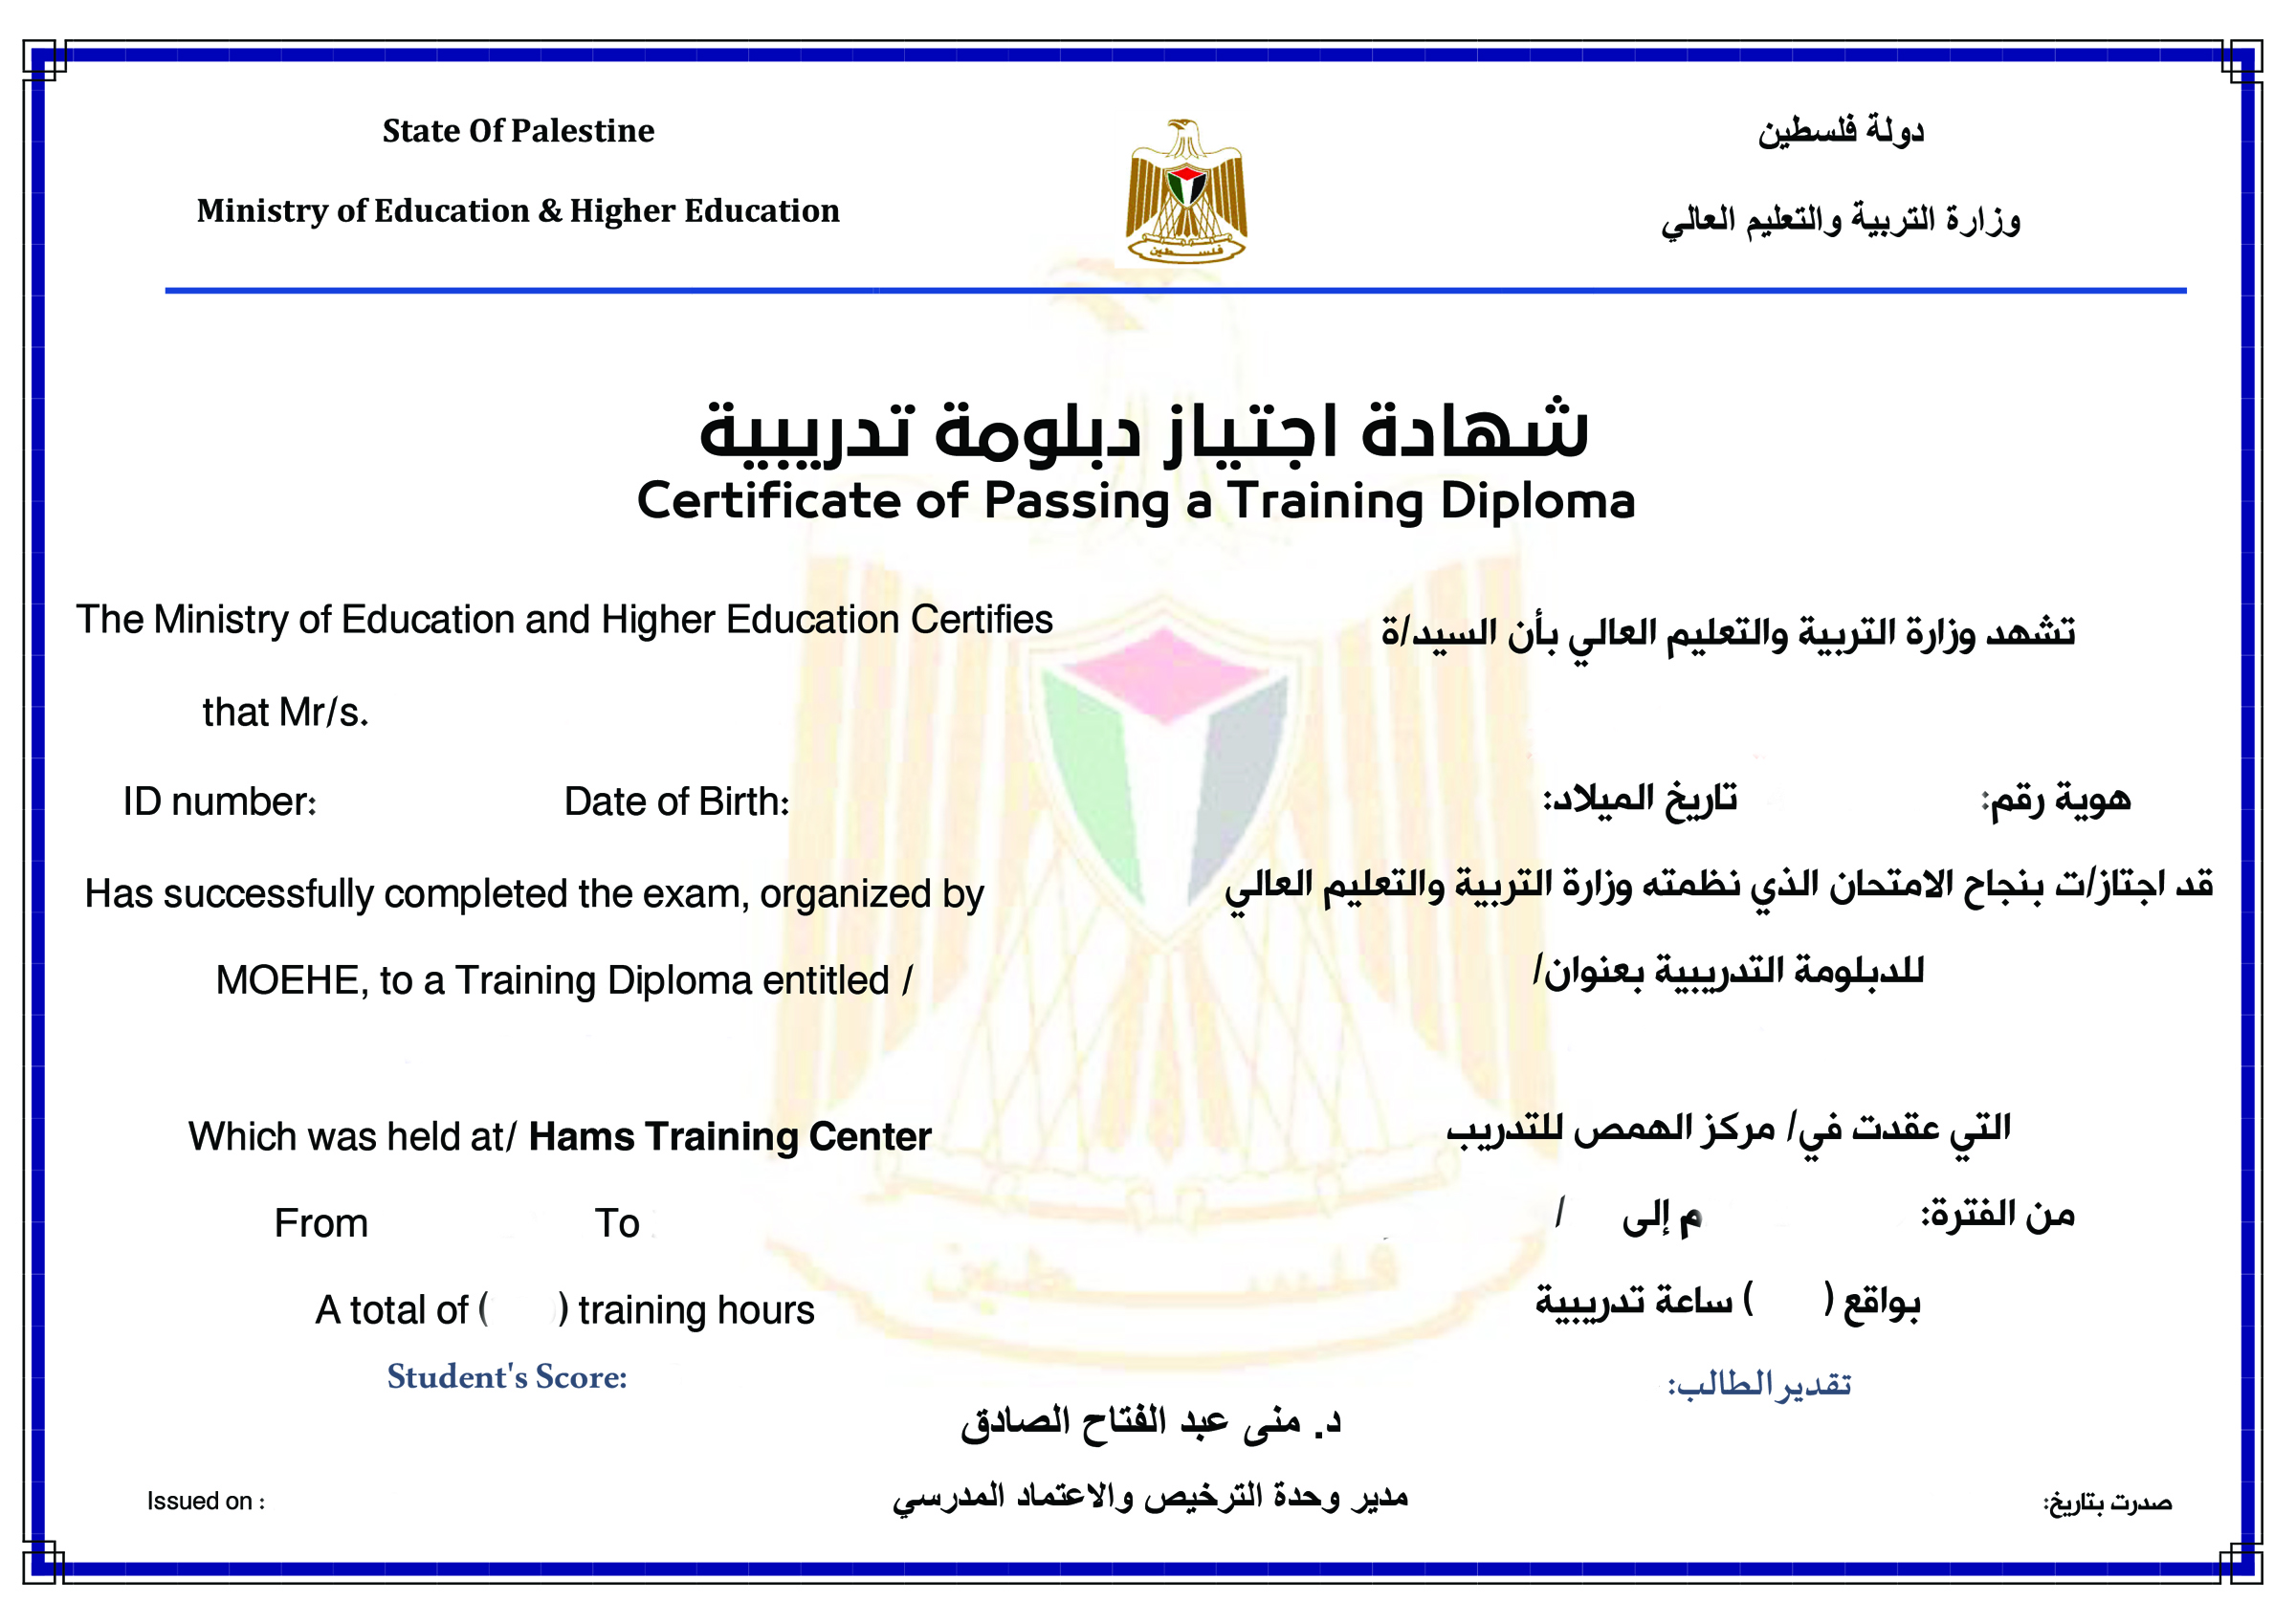 State Of Palestine
دولة فلسطين
Ministry of Education & Higher Education
وزارة التربية والتعليم العالي
فلسطين
شهادة اجتياز دبلومة تدريبية
Certificate of Passing a Training Diploma
The Ministry of Education and Higher Education Certifies
that Mr/s.
ID number: Date of Birth:
Has successfully completed the exam, organized by
MOEHE, to a Training Diploma entitled /
Which was held at/ Hams Training Center
From To
A total of ( ) training hours
Student's Score:
تشهد وزارة التربية والتعليم العالي بأن السيد/ة
هوية رقم: تاريخ الميلاد:
قد اجتاز/ت بنجاح الامتحان الذي نظمته وزارة التربية والتعليم العالي
للدبلومة التدريبية بعنوان/
التي عقدت في/ مركز الهمص للتدريب
من الفترة: م إلى /
بواقع ( ) ساعة تدريبية
تقدير الطالب:
فلسطين
د. منى عبد الفتاح الصادق
مدير وحدة الترخيص والاعتماد المدرسي
Issued on :
صدرت بتاريخ: